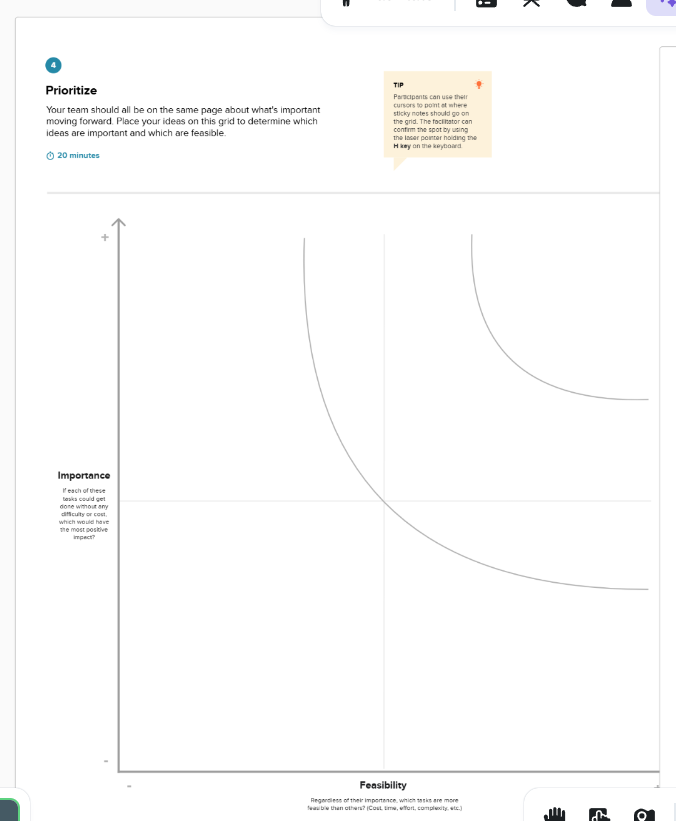 4
Prioritize
Your team should all be on the same page about what's important
moving forward. Place your ideas on this grid to determine which
ideas are important and which are feasible.
20 minutes
TIP
Participants can use their
cursors to point at where
sticky notes should go on
the grid. The facilitator can
confirm the spot by using
the laser pointer holding the
H key on the keyboard.
+
Importance
If each of these
tasks could get
done without any
difficulty or cost,
which would have
the most positive
impact?
-
-
Feasibility
Regardless of their importance, which tasks are more
feasible than others? (Cost, time, effort, complexity, etc.)